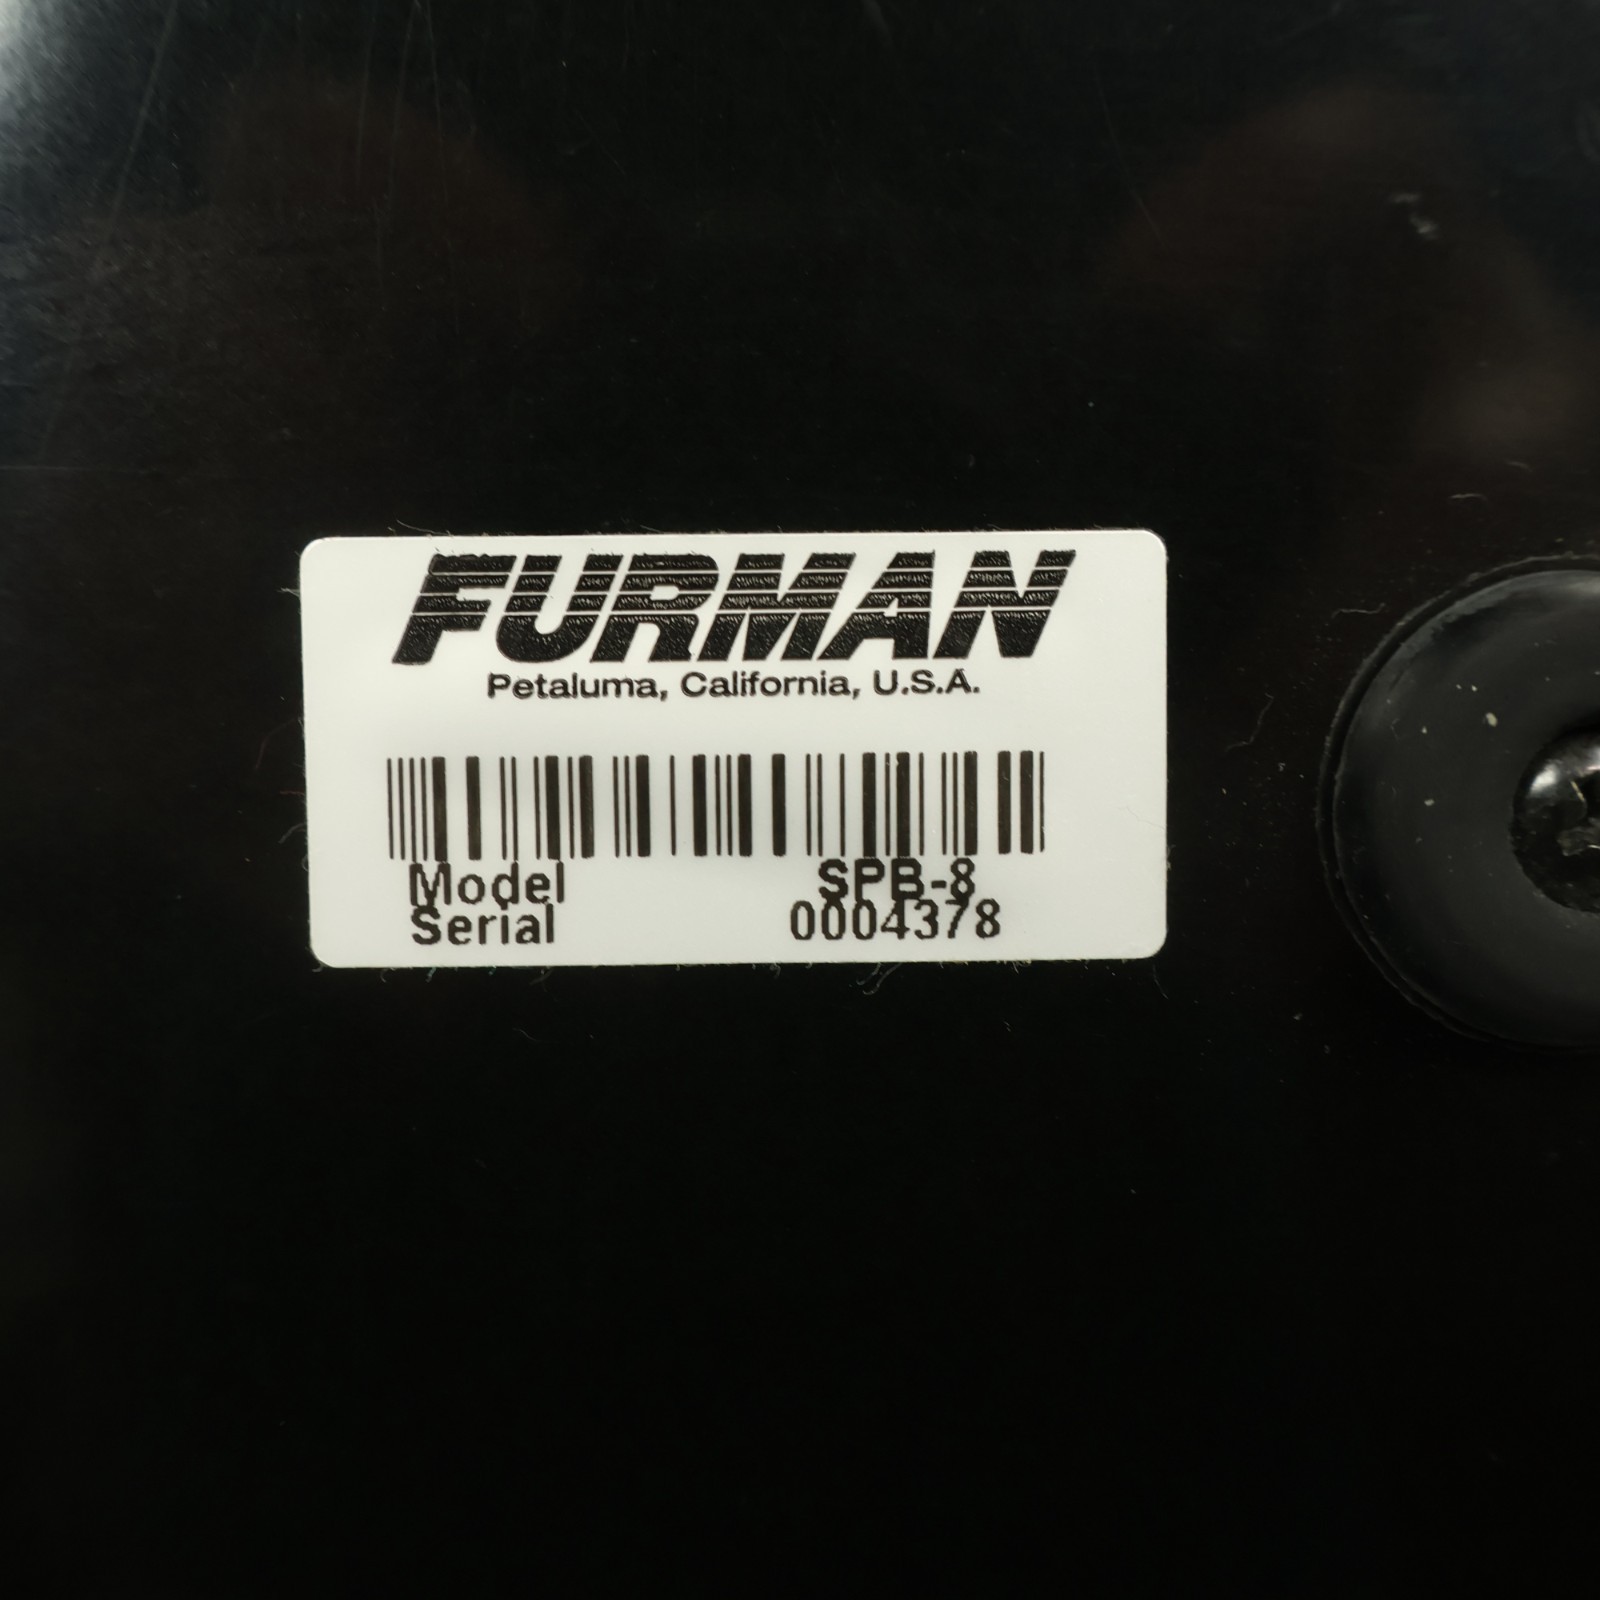 FURMAN
Petaluma, California, U.S.A.
Model SPB-8
Serial 0004378